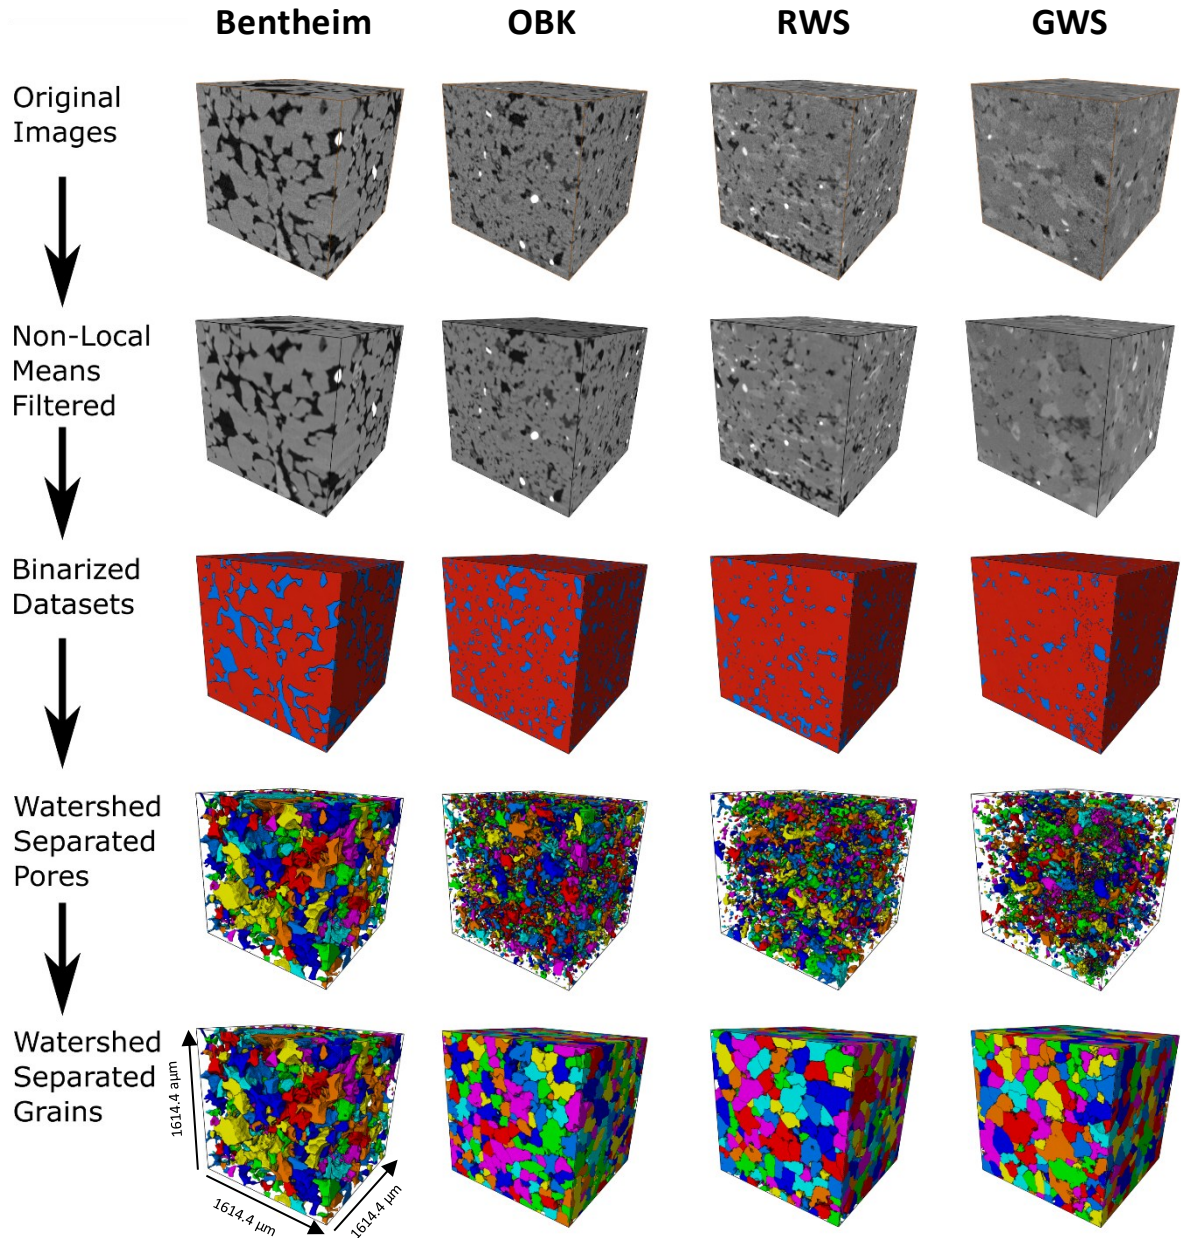 Bentheim OBK RWS GWS
Original
Images
Non-Local
Means
Filtered
Binarized
Datasets
Watershed
Separated
Pores
Watershed
Separated
Grains
1614.4 aµm
1614.4 µm
1614.4 µm